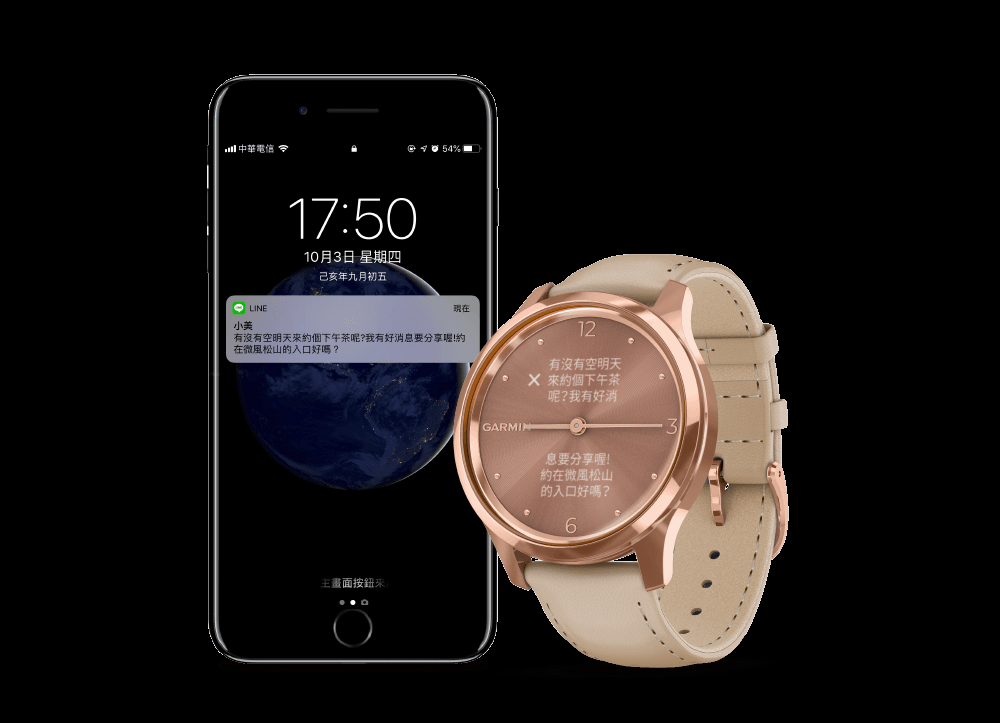 中華電信
54%
17:50
10月3日 星期四
己亥年九月初五
LINE 現在
小美
有沒有空明天來約個下午茶呢?我有好消息要分享喔!約
在微風松山的入口好嗎？
主畫面按鈕來
12
有沒有空明天
來約個下午茶
呢?我有好消
GARMIN 3
息要分享喔!
約在微風松山
的入口好嗎?
6